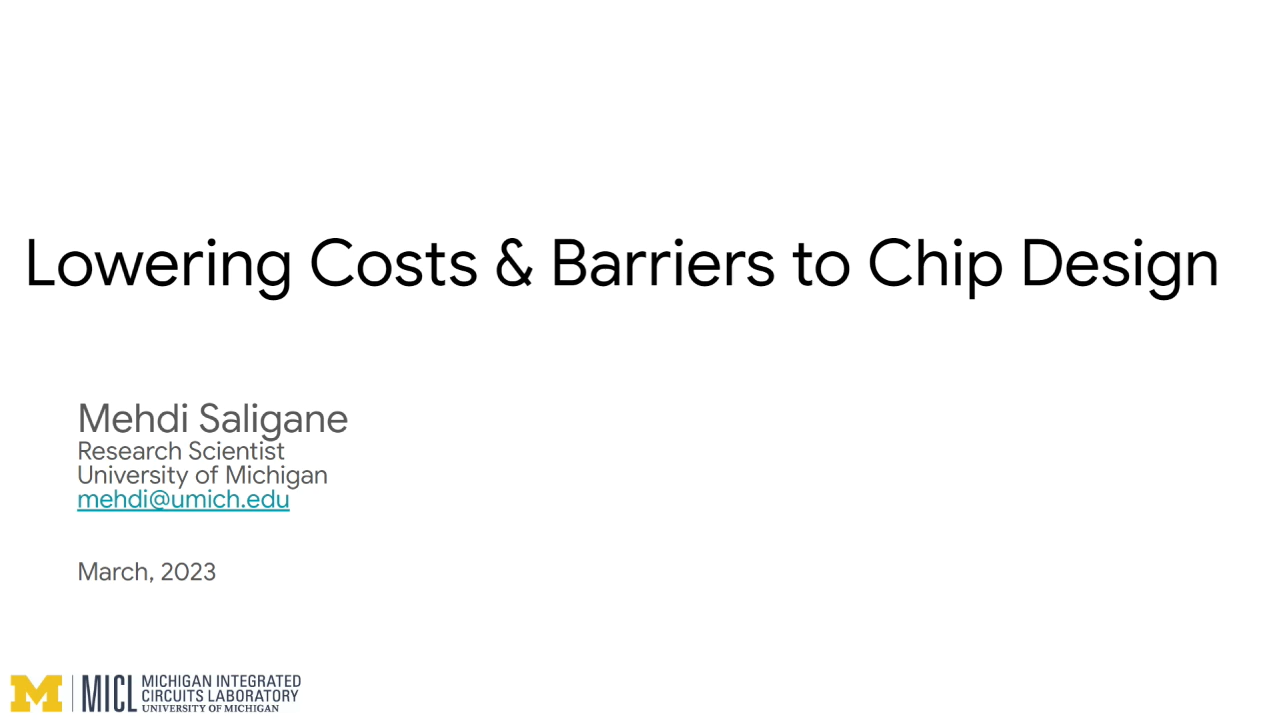 Lowering Costs & Barriers to Chip Design
Mehdi Saligane
Research Scientist
University of Michigan
mehdi@umich.edu
March, 2023
M
MICL
MICHIGAN INTEGRATED
CIRCUITS LABORATORY
UNIVERSITY OF MICHIGAN